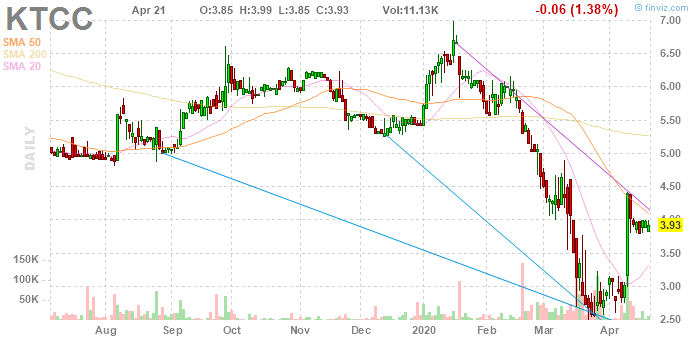 KTCC Apr 21 O:3.85 H:3.99 L:3.85 C:3.93 Vol:11.13K -0.06 (1.38%) © finviz.com
SMA 50
SMA 200
SMA 20
DAILY
7.00
6.50
6.00
5.50
5.00
4.50
4.00
3.93
3.50
3.00
2.50
150K
100K
50K
Aug Sep Oct Nov Dec 2020 Feb Mar Apr